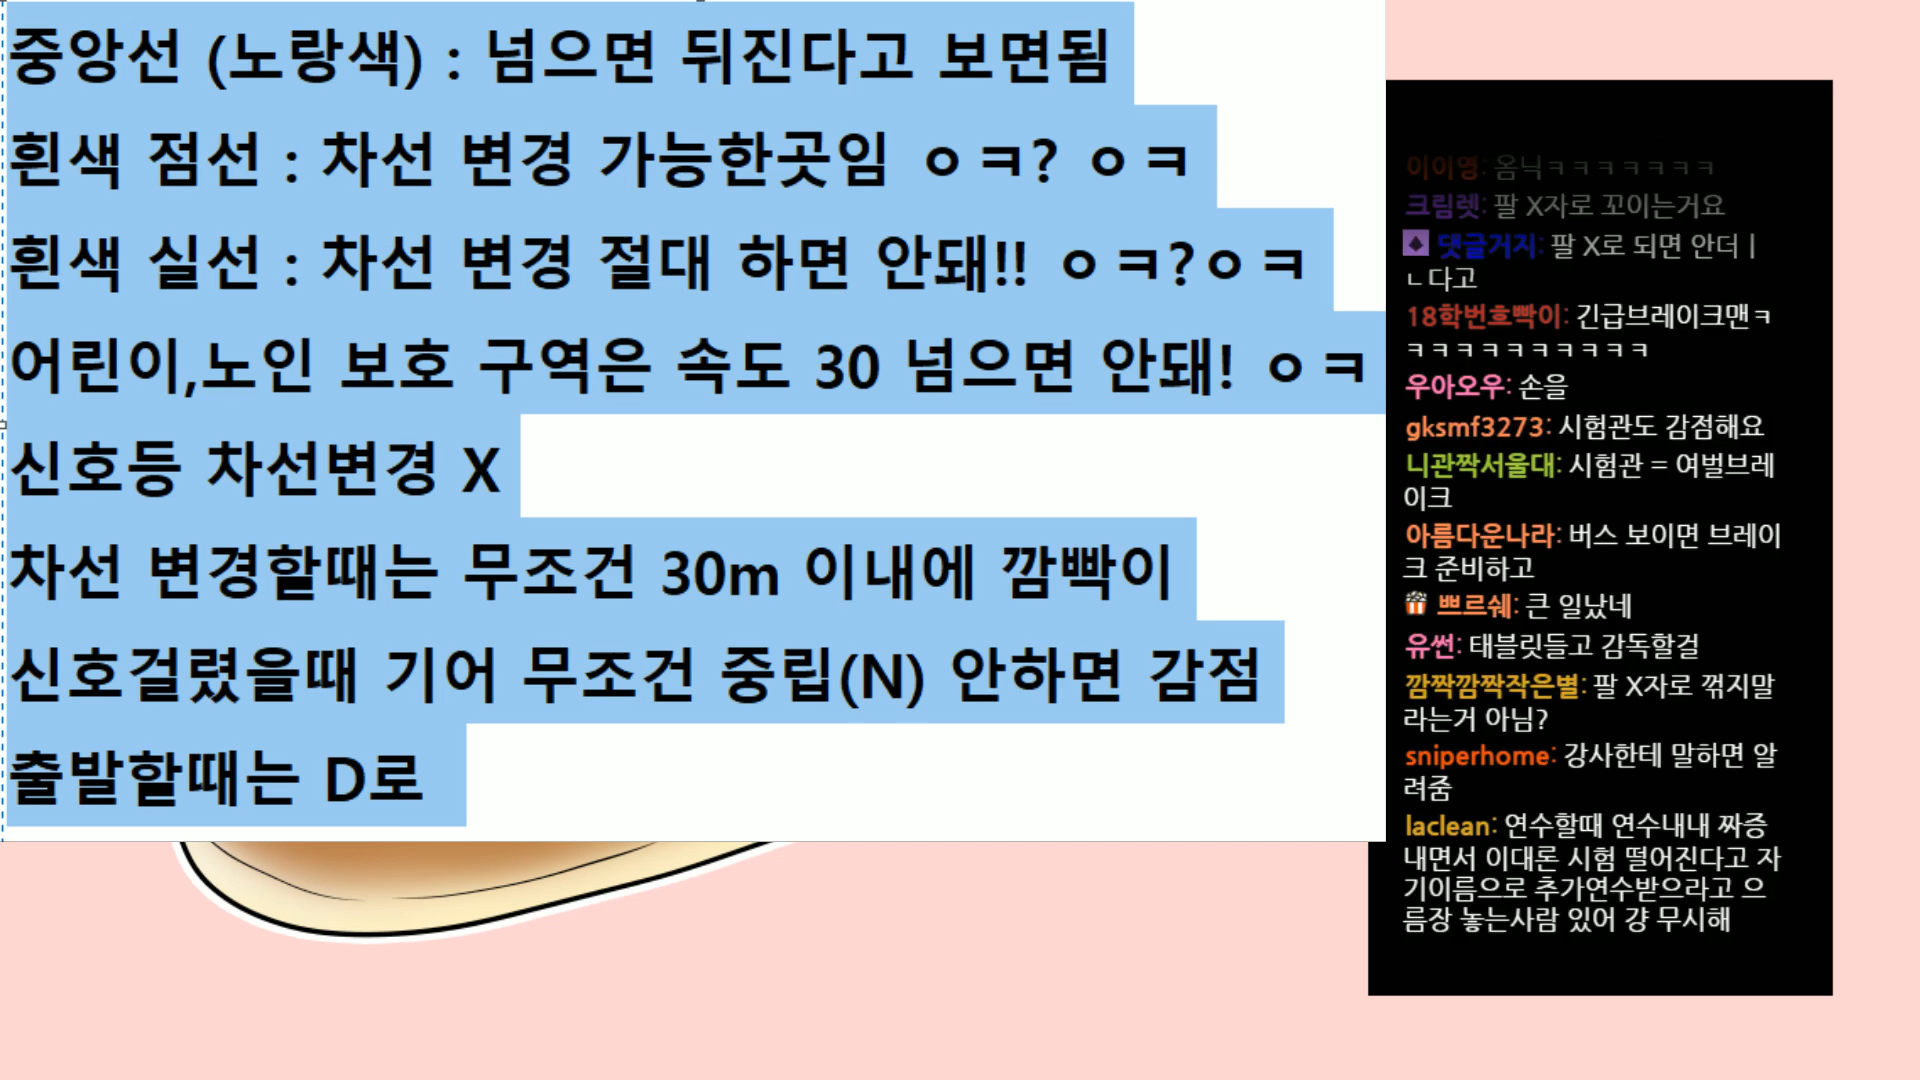 중앙선 (노랑색) : 넘으면 뒤진다고 보면됨
흰색 점선 : 차선 변경 가능한곳임 ㅇㅋ? ㅇㅋ
흰색 실선 : 차선 변경 절대 하면 안돼!! ㅇㅋ?ㅇㅋ
어린이,노인 보호 구역은 속도 30 넘으면 안돼! ㅇㅋ
신호등 차선변경 X
차선 변경할때는 무조건 30m 이내에 깜빡이
신호걸렸을때 기어 무조건 중립(N) 안하면 감점
출발할때는 D로
이이영: 옴닉ㅋㅋㅋㅋㅋㅋㅋ
크림렛: 팔 X자로 꼬이는거요
댓글거지: 팔 X로 되면 안더ㅣ
ㄴ다고
18학번흐빡이: 긴급브레이크맨ㅋ
ㅋㅋㅋㅋㅋㅋㅋㅋㅋㅋ
우아오우: 손을
gksmf3273: 시험관도 감점해요
니관짝서울대: 시험관 = 여벌브레
이크
아름다운나라: 버스 보이면 브레이
크 준비하고
쁘르쉐: 큰 일났네
유썬: 태블릿들고 감독할걸
깜짝깜짝작은별: 팔 X자로 꺾지말
라는거 아님?
sniperhome: 강사한테 말하면 알
려줌
laclean: 연수할때 연수내내 짜증
내면서 이대론 시험 떨어진다고 자
기이름으로 추가연수받으라고 으
름장 놓는사람 있어 걍 무시해